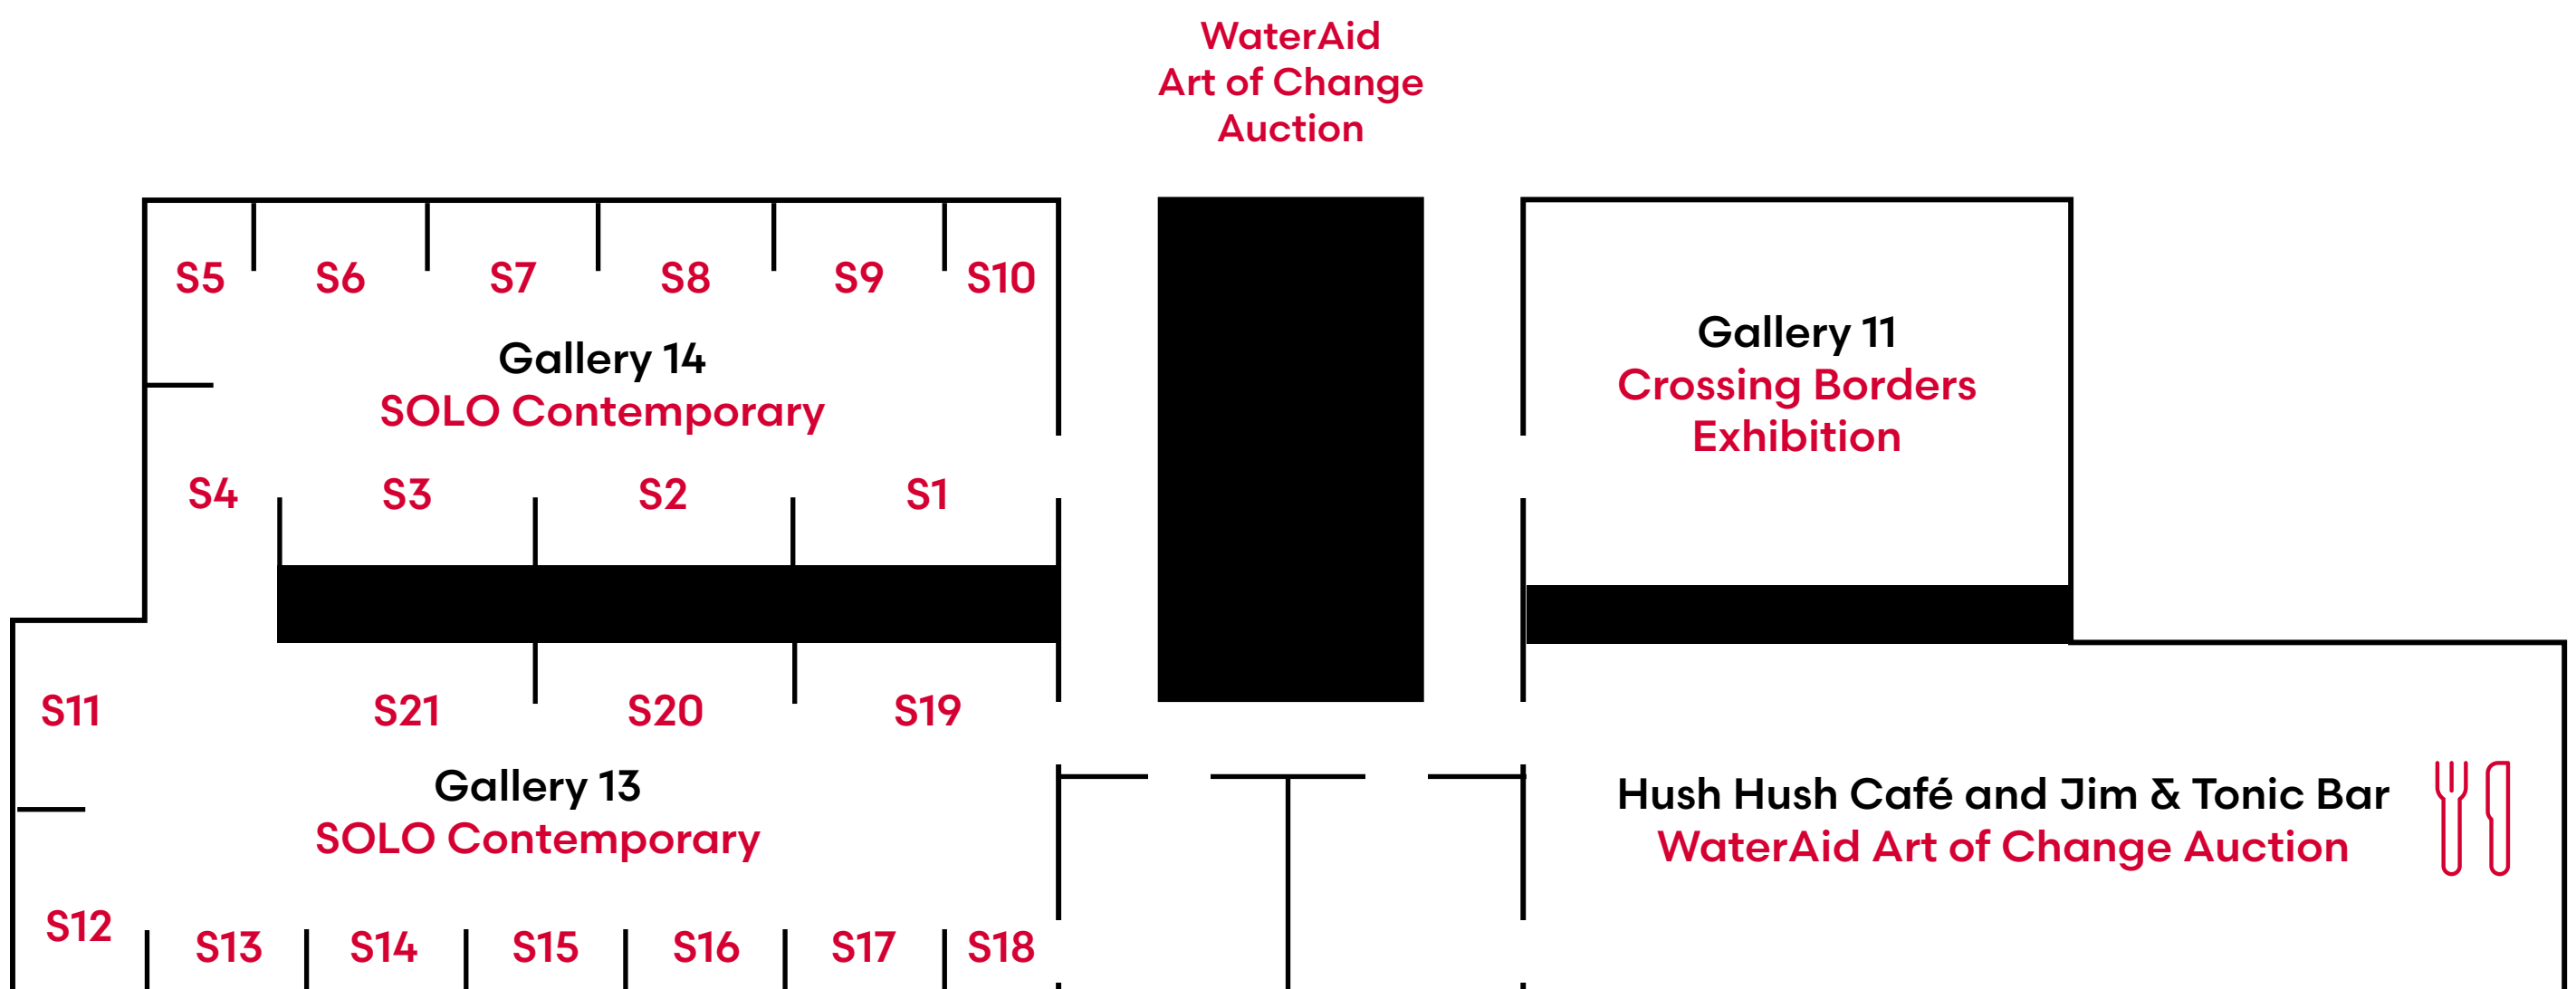 WaterAid
Art of Change
Auction
S5 S6 S7 S8 S9 S10
Gallery 14
SOLO Contemporary
S4 S3 S2 S1
Gallery 11
Crossing Borders
Exhibition
S11 S21 S20 S19
Gallery 13
SOLO Contemporary
S12 S13 S14 S15 S16 S17 S18
Hush Hush Café and Jim & Tonic Bar
WaterAid Art of Change Auction